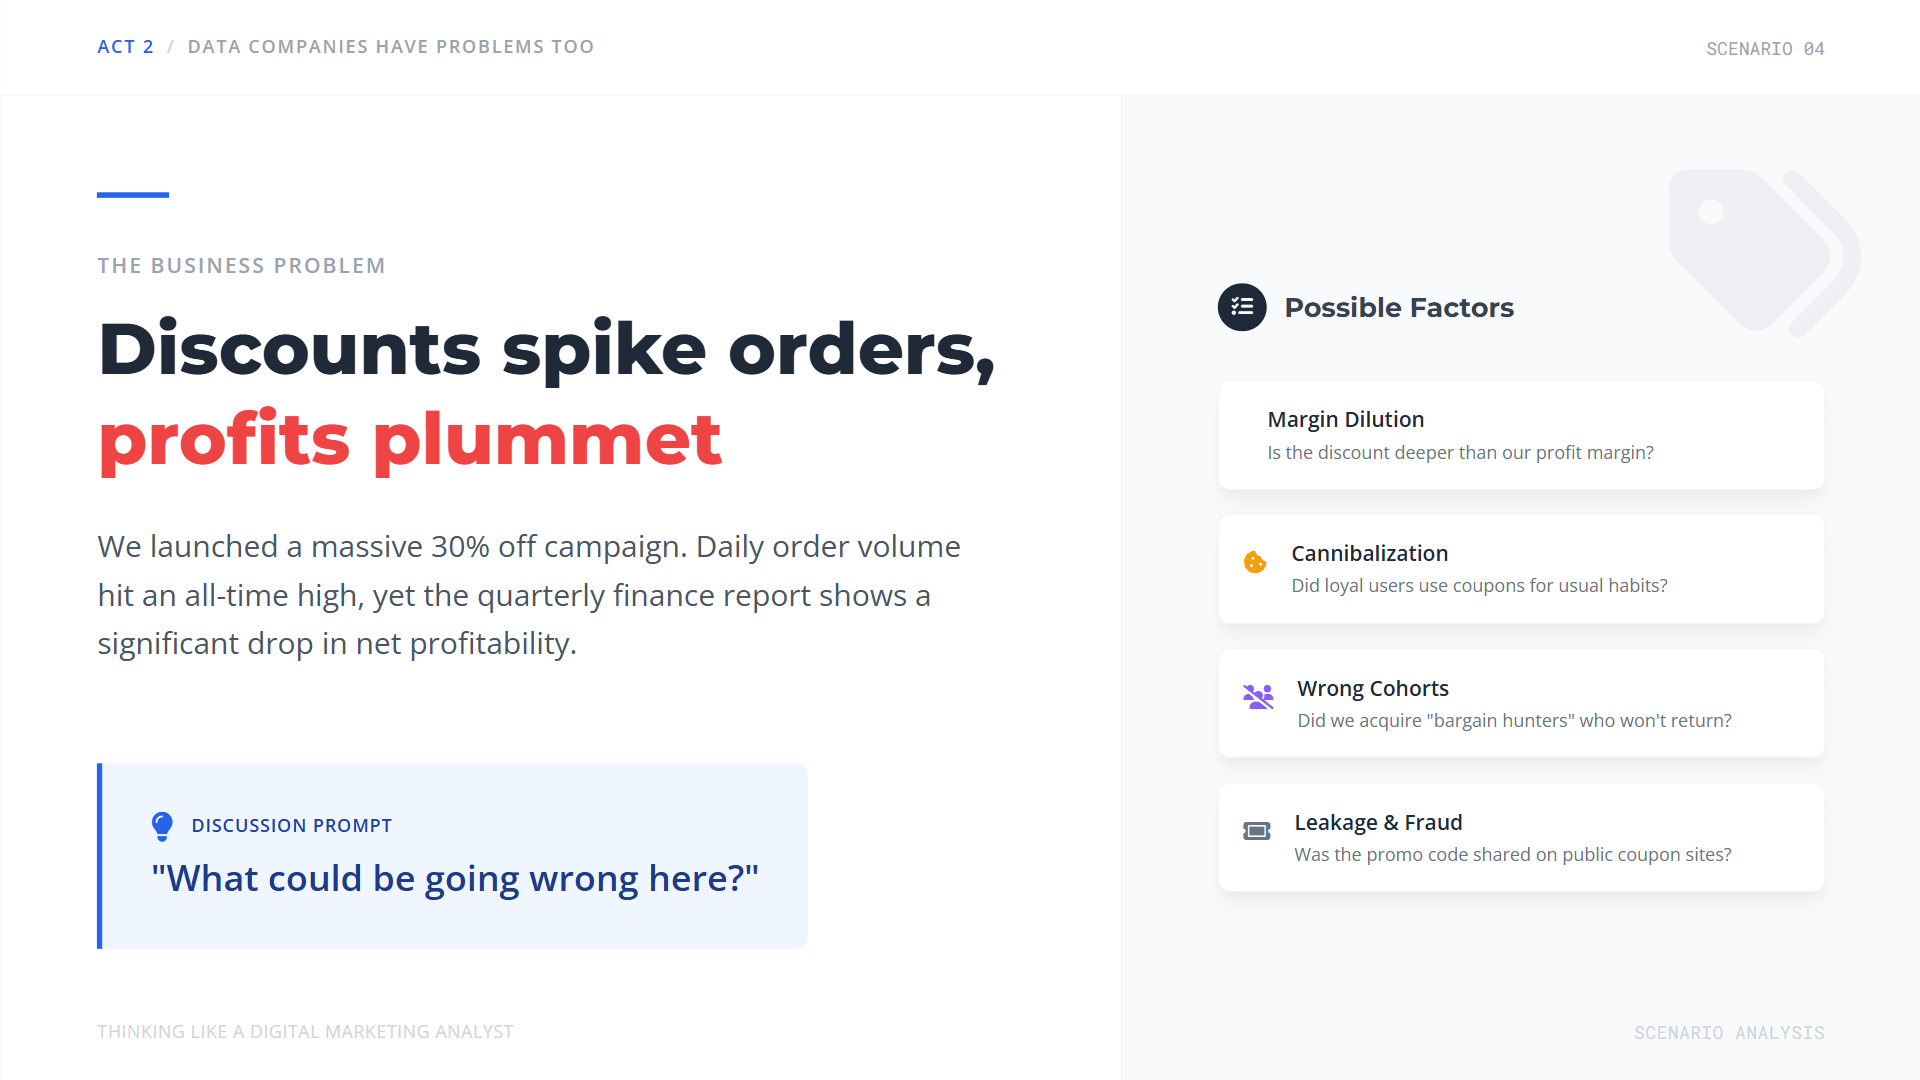 ACT 2 / DATA COMPANIES HAVE PROBLEMS TOO
SCENARIO 04
THE BUSINESS PROBLEM
Discounts spike orders,
profits plummet
We launched a massive 30% off campaign. Daily order volume
hit an all-time high, yet the quarterly finance report shows a
significant drop in net profitability.
DISCUSSION PROMPT
"What could be going wrong here?"
Possible Factors
Margin Dilution
Is the discount deeper than our profit margin?
Cannibalization
Did loyal users use coupons for usual habits?
Wrong Cohorts
Did we acquire "bargain hunters" who won't return?
Leakage & Fraud
Was the promo code shared on public coupon sites?
THINKING LIKE A DIGITAL MARKETING ANALYST
SCENARIO ANALYSIS